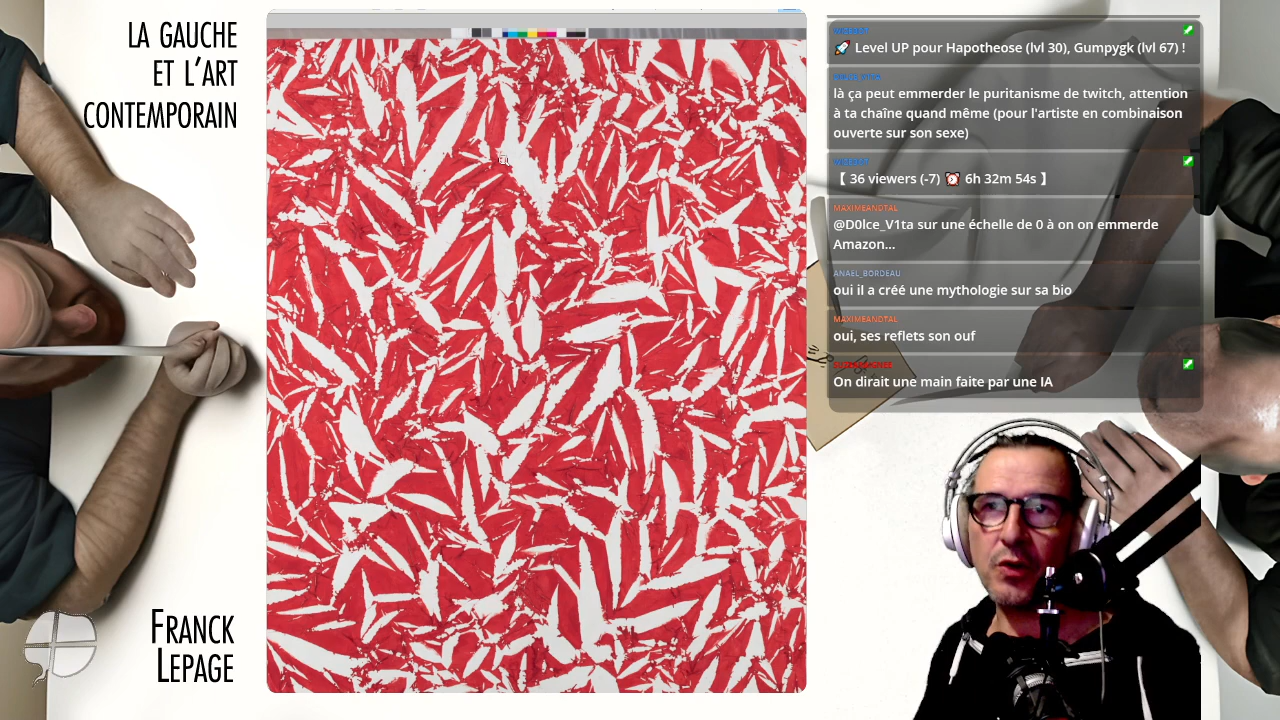 LA GAUCHE
ET L'ART
CONTEMPORAIN
FRANCK
LEPAGE
🚀 Level UP pour Hapotheose (lvl 30), Gumpygk (lvl 67) !
là ça peut emmerder le puritanisme de twitch, attention
à ta chaîne quand même (pour l'artiste en combinaison
ouverte sur son sexe)
【 36 viewers (-7) ⏰ 6h 32m 54s 】
MAXIMEANDTAL
@D0lce_V1ta sur une échelle de 0 à on on emmerde
Amazon...
ANAEL_BORDEAU
oui il a créé une mythologie sur sa bio
MAXIMEANDTAL
oui, ses reflets son ouf
On dirait une main faite par une IA